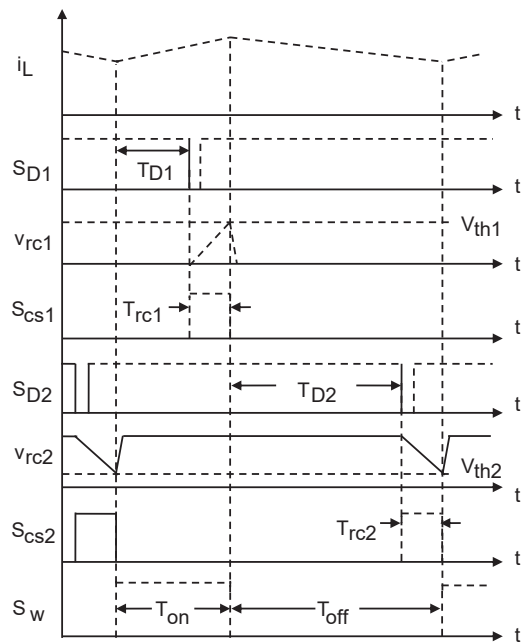 i_L
t
S_D1
T_D1
t
v_rc1
V_th1
t
S_cs1
T_rc1
t
S_D2
T_D2
t
v_rc2
V_th2
t
S_cs2
T_rc2
t
S_w
T_on
T_off
t